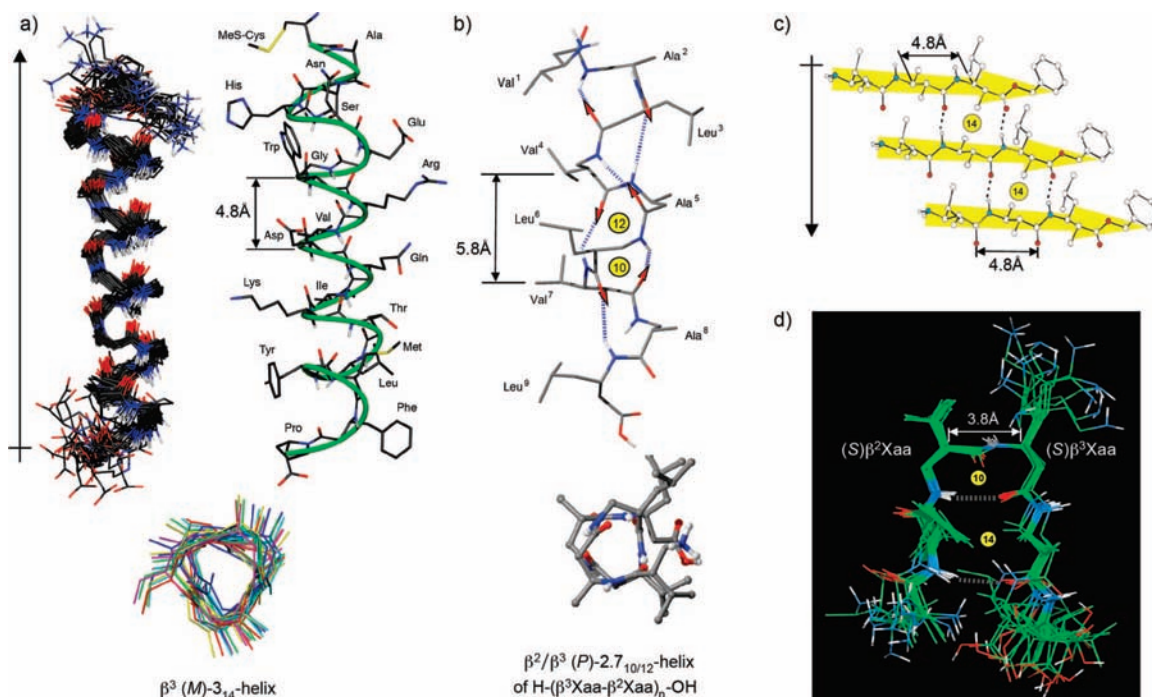 a)
MeS-Cys
Ala
Asn
His
Ser
Glu
Trp
Gly
Arg
4.8Å
Val
Asp
Gln
Lys
Ile
Thr
Tyr
Met
Leu
Pro
Phe
β³ (M)-3₁₄-helix
b)
Ala²
Val¹
Leu³
Val⁴
Ala⁵
Leu⁶
12
5.8Å
10
Val⁷
Ala⁸
Leu⁹
β²/β³ (P)-2.7₁₀/₁₂-helix
of H-(β³Xaa-β²Xaa)ₙ-OH
c)
4.8Å
14
14
4.8Å
d)
3.8Å
(S)β²Xaa
(S)β³Xaa
10
14